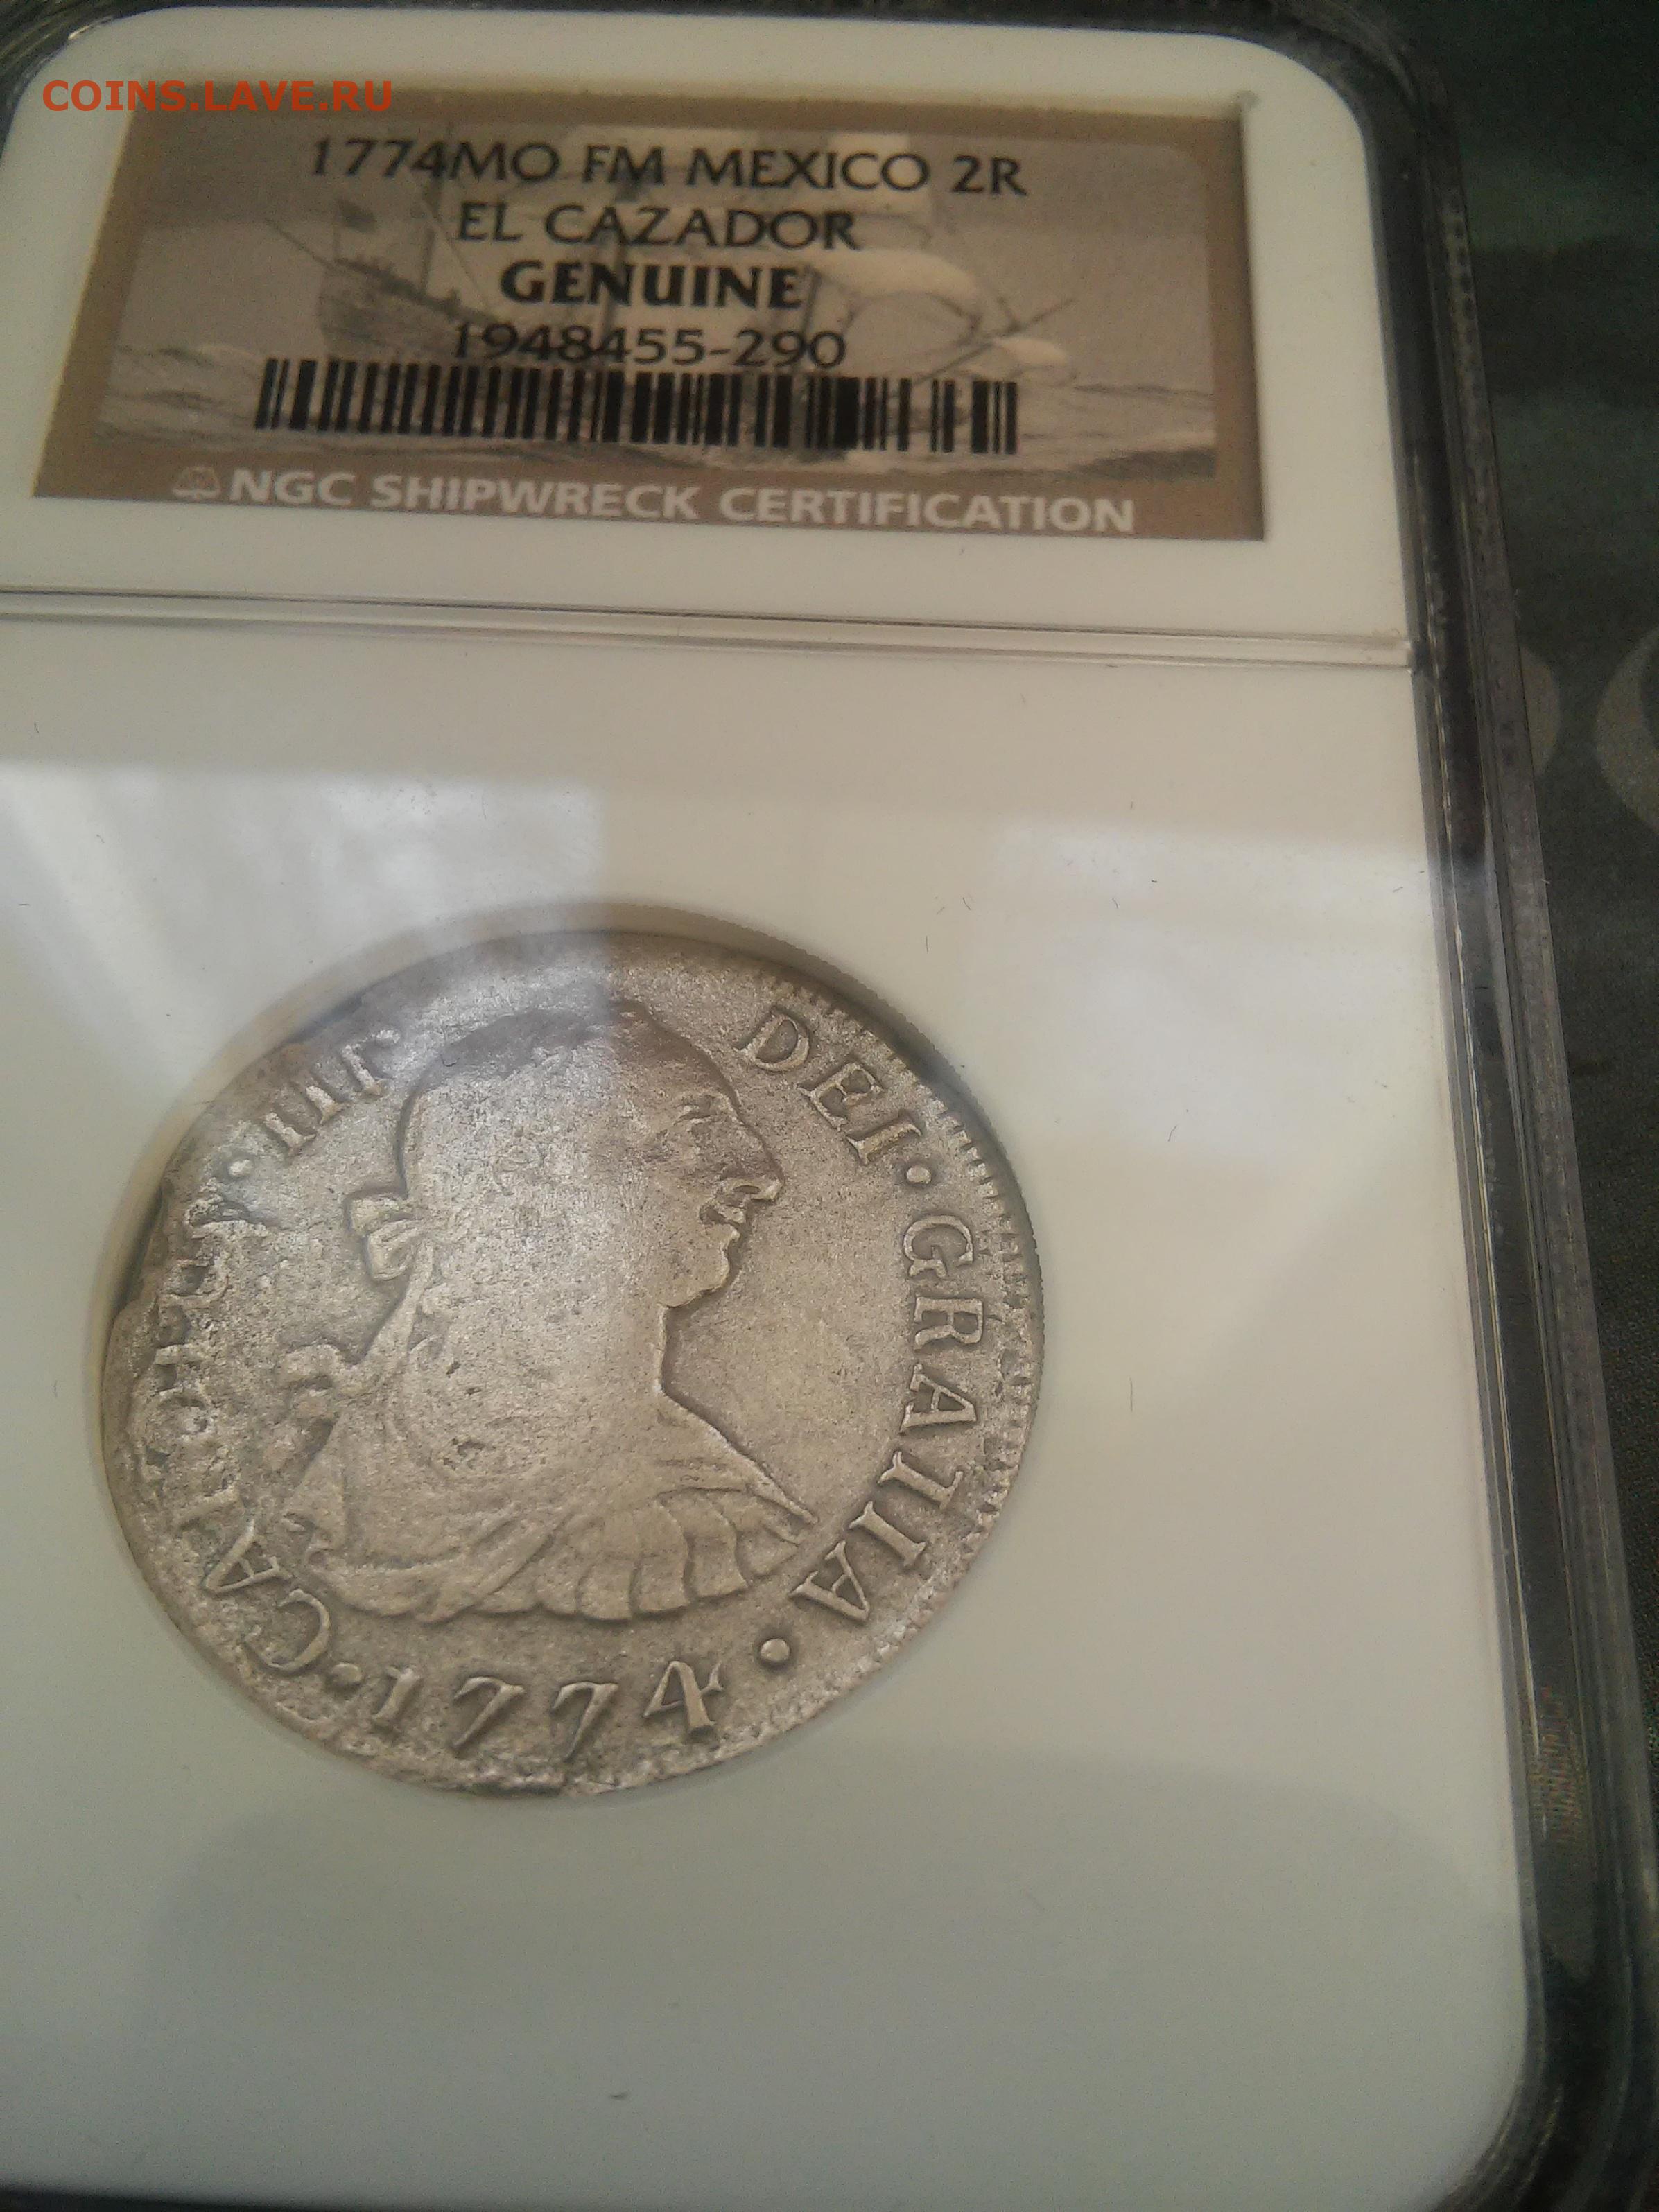 COINS.LAVE.RU
1774MO FM MEXICO 2R
EL CAZADOR
GENUINE
1948455-290
NGC SHIPWRECK CERTIFICATION
III· DEI·GRATIA·
·1774·